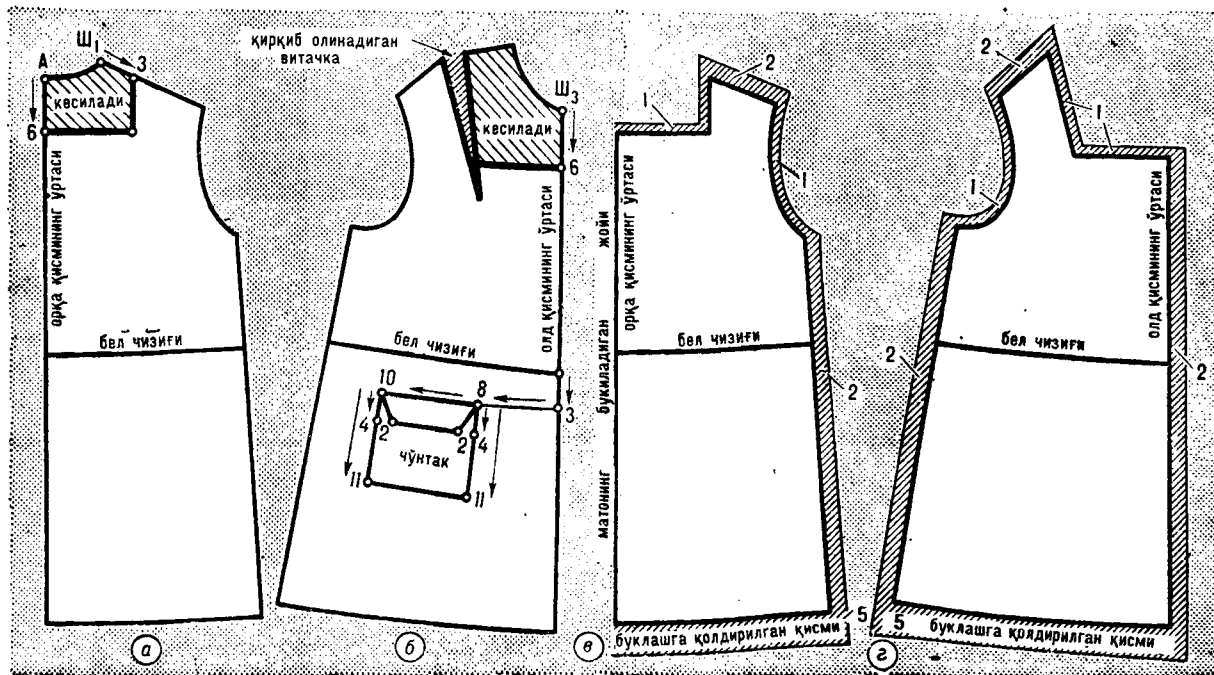 Ш1
3
А
кесилади
6
орқа қисмининг ўртаси
бел чизиғи
а
қирқиб олинадиган
витачка
Ш3
кесилади
6
олд қисмининг ўртаси
бел чизиғи
10
8
3
4
2
2
4
чўнтак
11
11
б
2
1
1
матонинг букиладиган жойи
орқа қисмининг ўртаси
бел чизиғи
2
5
буклашга қолдирилган қисми
в
2
1
1
1
олд қисмининг ўртаси
бел чизиғи
2
2
5
буклашга қолдирилган қисми
г